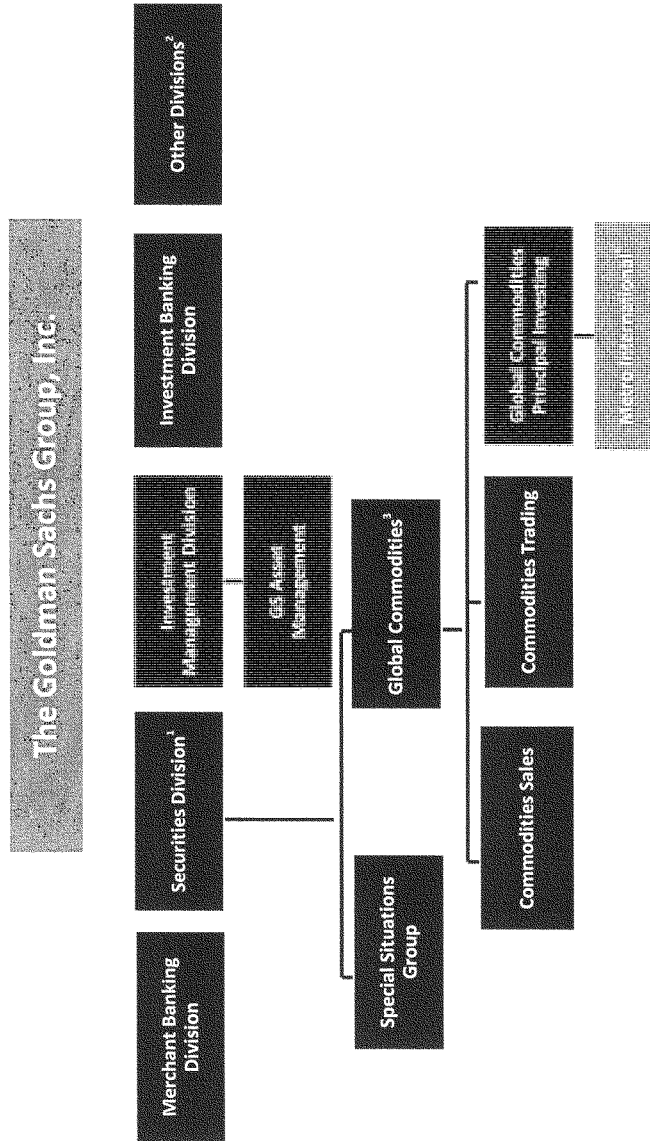 The Goldman Sachs Group, Inc.
Merchant Banking
Division
Securities Division¹
Investment
Management Division
Investment Banking
Division
Other Divisions²
GS Asset
Management
Special Situations
Group
Global Commodities³
Commodities Sales
Commodities Trading
Global Commodities
Principal Investing
Metro International